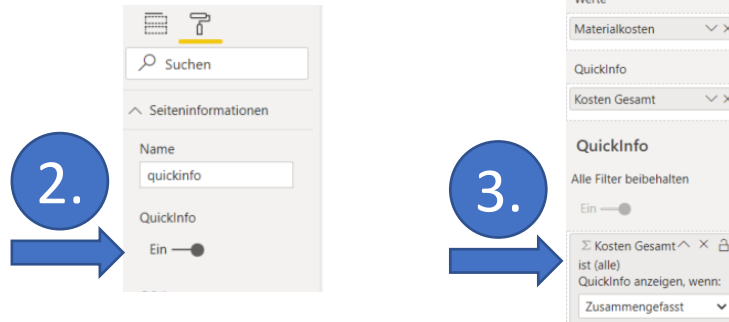 Suchen
Seiteninformationen
Name
quickinfo
QuickInfo
Ein
2.
3.
Werte
Materialkosten
QuickInfo
Kosten Gesamt
QuickInfo
Alle Filter beibehalten
Ein
Σ Kosten Gesamt
ist (alle)
QuickInfo anzeigen, wenn:
Zusammengefasst